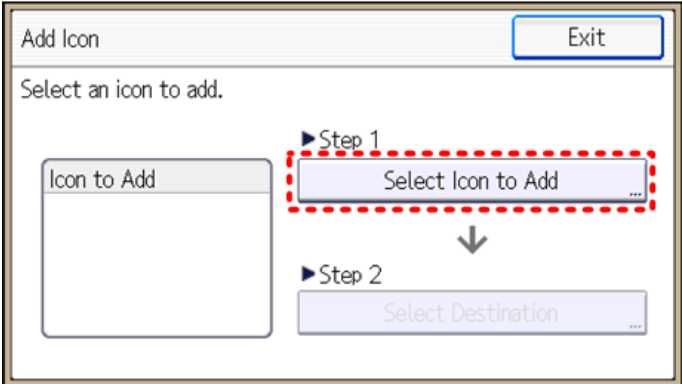 Add Icon
Exit
Select an icon to add.
▶Step 1
Icon to Add
Select Icon to Add
...
▶Step 2
Select Destination
...